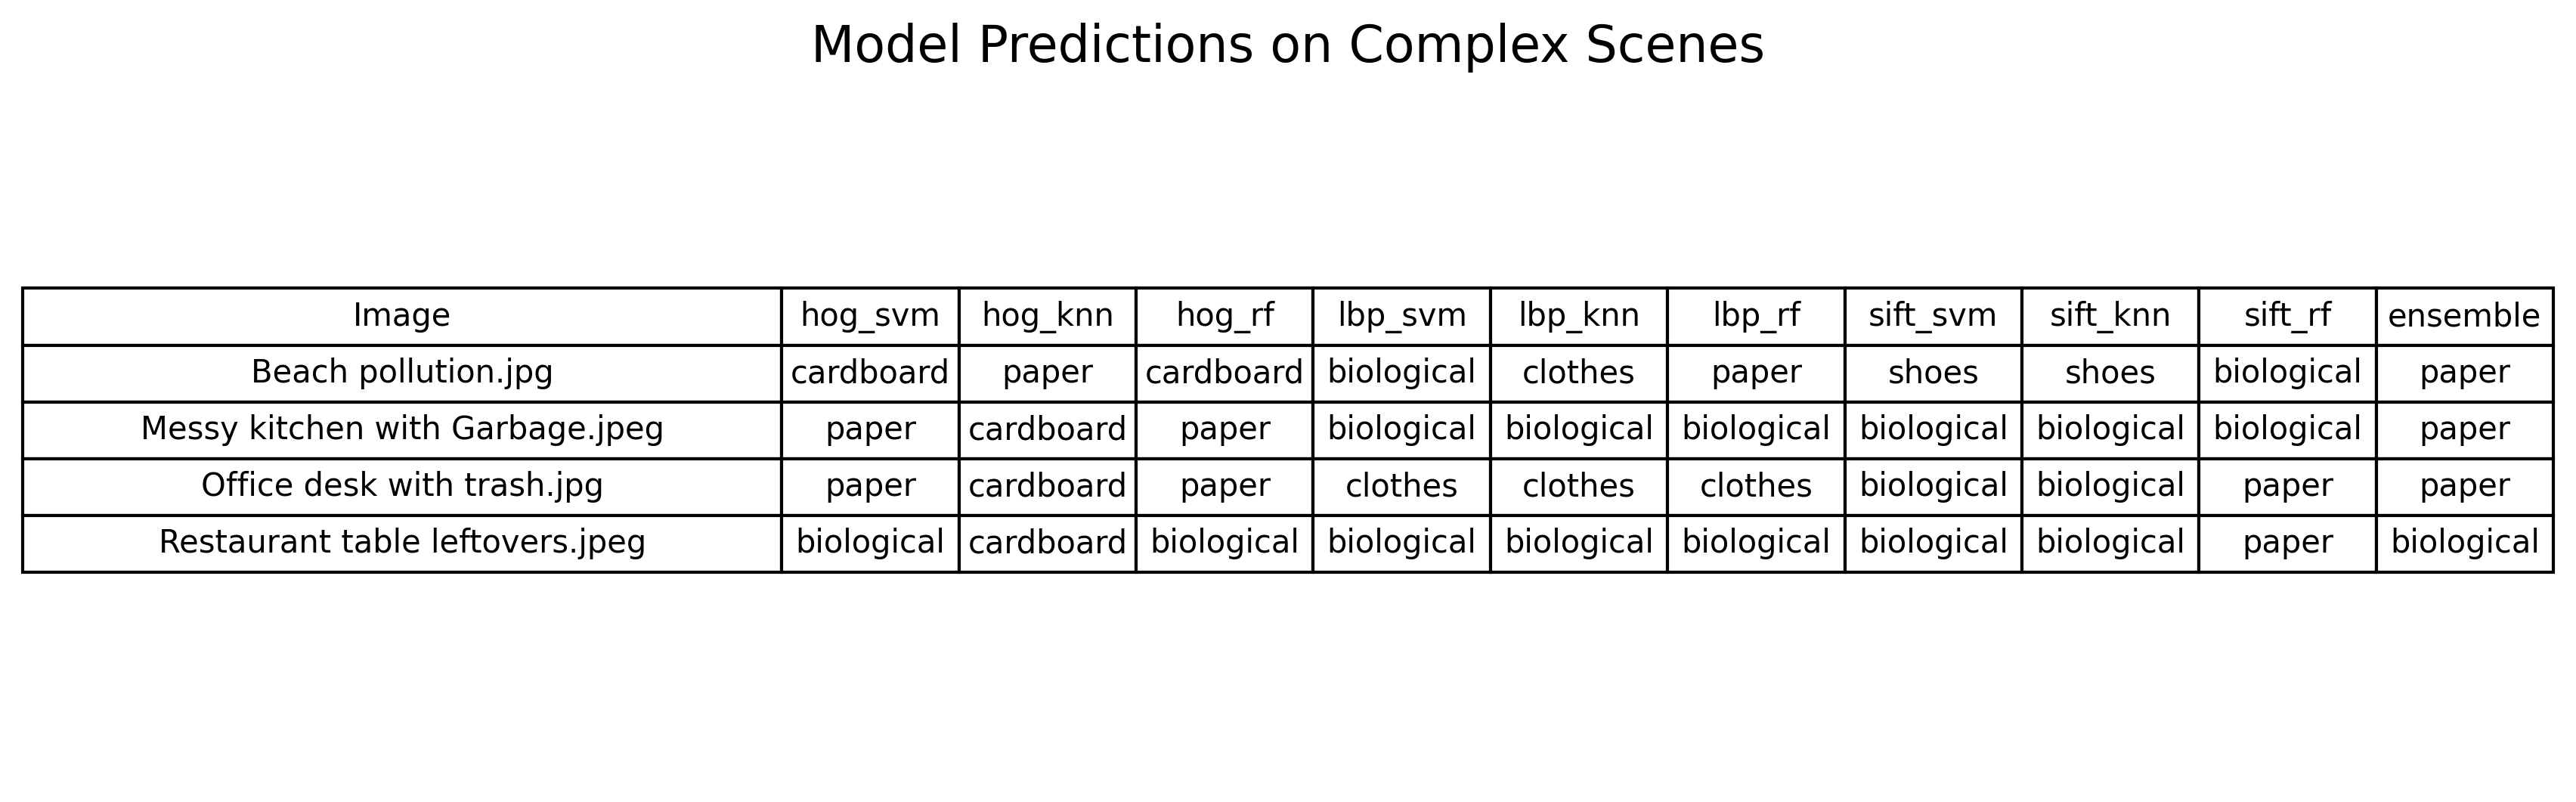 Model Predictions on Complex Scenes
Image hog_svm hog_knn hog_rf lbp_svm lbp_knn lbp_rf sift_svm sift_knn sift_rf ensemble
Beach pollution.jpg cardboard paper cardboard biological clothes paper shoes shoes biological paper
Messy kitchen with Garbage.jpeg paper cardboard paper biological biological biological biological biological biological paper
Office desk with trash.jpg paper cardboard paper clothes clothes clothes biological biological paper paper
Restaurant table leftovers.jpeg biological cardboard biological biological biological biological biological biological paper biological